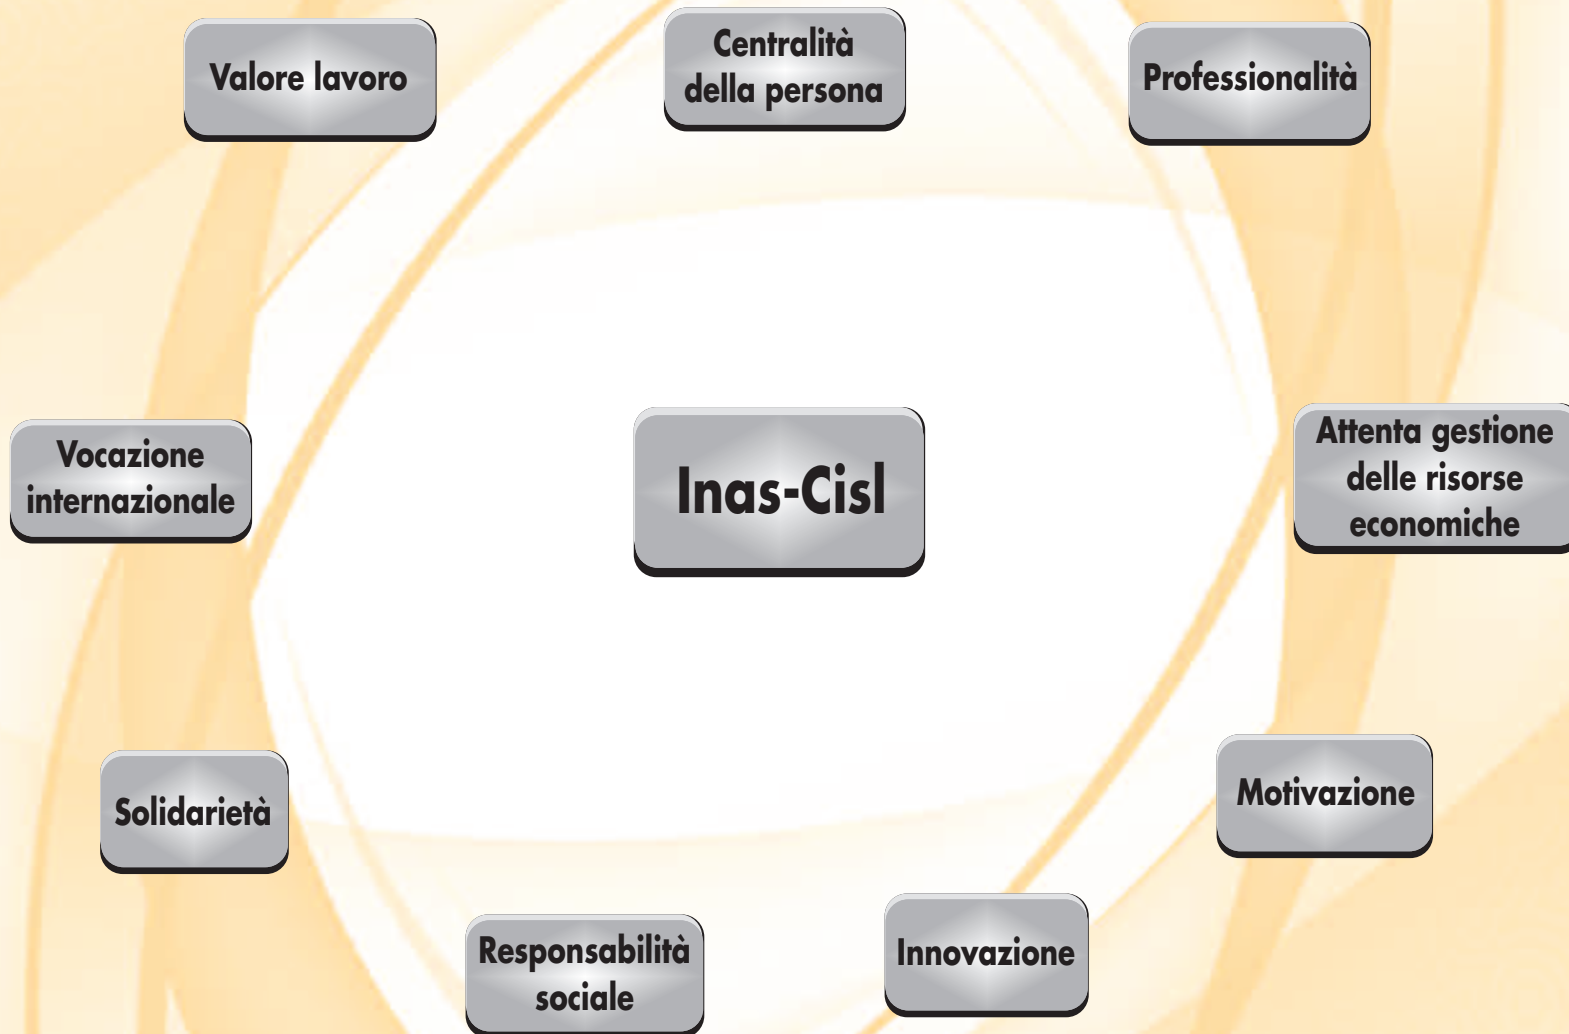 Valore lavoro
Centralità
della persona
Professionalità
Vocazione
internazionale
Inas-Cisl
Attenta gestione
delle risorse
economiche
Solidarietà
Motivazione
Responsabilità
sociale
Innovazione